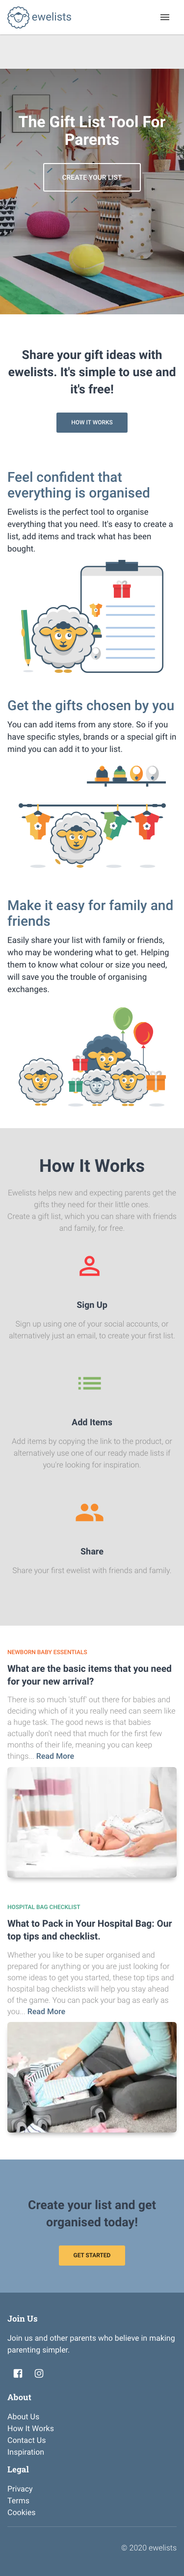 ewelists
The Gift List Tool For
Parents
CREATE YOUR LIST
Share your gift ideas with
ewelists. It's simple to use and
it's free!
HOW IT WORKS
Feel confident that
everything is organised
Ewelists is the perfect tool to organise
everything that you need. It's easy to create a
list, add items and track what has been
bought.
Get the gifts chosen by you
You can add items from any store. So if you
have specific styles, brands or a special gift in
mind you can add it to your list.
Make it easy for family and
friends
Easily share your list with family or friends,
who may be wondering what to get. Helping
them to know what colour or size you need,
will save you the trouble of organising
exchanges.
How It Works
Ewelists helps new and expecting parents get the
gifts they need for their little ones.
Create a gift list, which you can share with friends
and family, for free.
Sign Up
Sign up using one of your social accounts, or
alternatively just an email, to create your first list.
Add Items
Add items by copying the link to the product, or
alternatively use one of our ready made lists if
you're looking for inspiration.
Share
Share your first ewelist with friends and family.
NEWBORN BABY ESSENTIALS
What are the basic items that you need
for your new arrival?
There is so much 'stuff' out there for babies and
deciding which of it you really need can seem like
a huge task. The good news is that babies
actually don't need that much for the first few
months of their life, meaning you can keep
things... Read More
HOSPITAL BAG CHECKLIST
What to Pack in Your Hospital Bag: Our
top tips and checklist.
Whether you like to be super organised and
prepared for anything or you are just looking for
some ideas to get you started, these top tips and
hospital bag checklists will help you stay ahead
of the game. You can pack your bag as early as
you... Read More
Create your list and get
organised today!
GET STARTED
Join Us
Join us and other parents who believe in making
parenting simpler.
About
About Us
How It Works
Contact Us
Inspiration
Legal
Privacy
Terms
Cookies
© 2020 ewelists